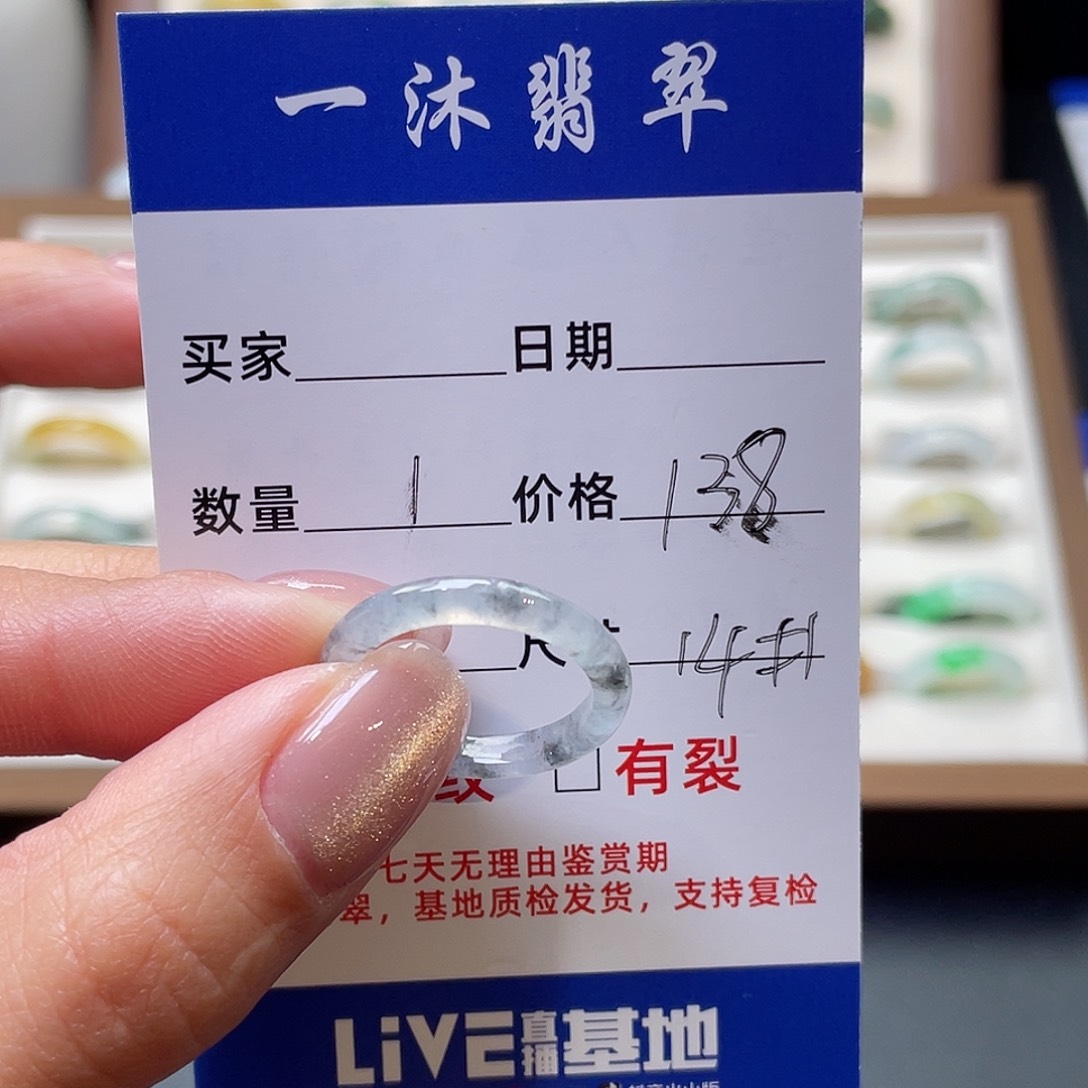 一沐翡翠
买家 日期
数量 1 价格 138
尺寸 14#
纹 有裂
七天无理由鉴赏期
翠，基地质检发货，支持复检
LiVE直播基地